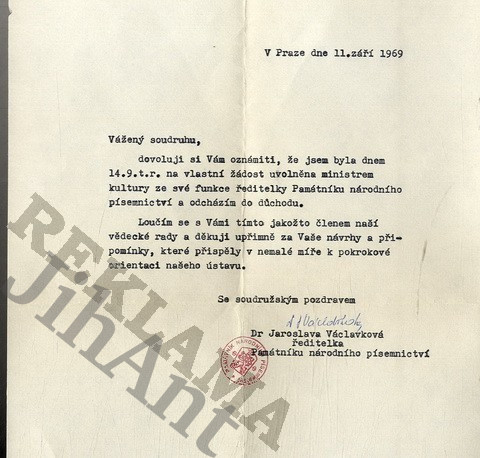 V Praze dne 11.září 1969
Vážený soudruhu,
dovoluji si Vám oznámiti, že jsem byla dnem
14.9.t.r. na vlastní žádost uvolněna ministrem
kultury ze své funkce ředitelky Památníku národního
písemnictví a odcházím do důchodu.
Loučím se s Vámi tímto jakožto členem naší
vědecké rady a děkuji upřímně za Vaše návrhy a při-
pomínky, které přispěly v nemalé míře k pokrokové
orientaci našeho ústavu.
Se soudružským pozdravem
Dr Jaroslava Václavková
ředitelka
Památníku národního písemnictví
REKLAMA
JihAnt